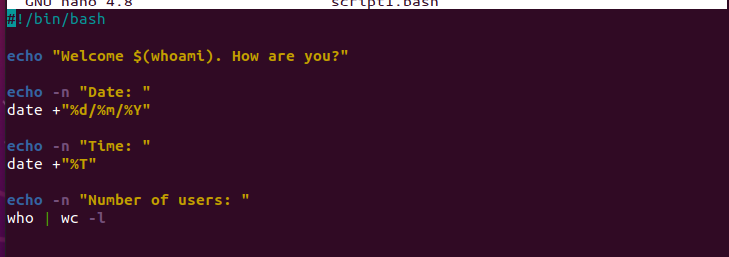 GNU nano 4.8 script1.bash
#!/bin/bash
echo "Welcome $(whoami). How are you?"
echo -n "Date: "
date +"%d/%m/%Y"
echo -n "Time: "
date +"%T"
echo -n "Number of users: "
who | wc -l